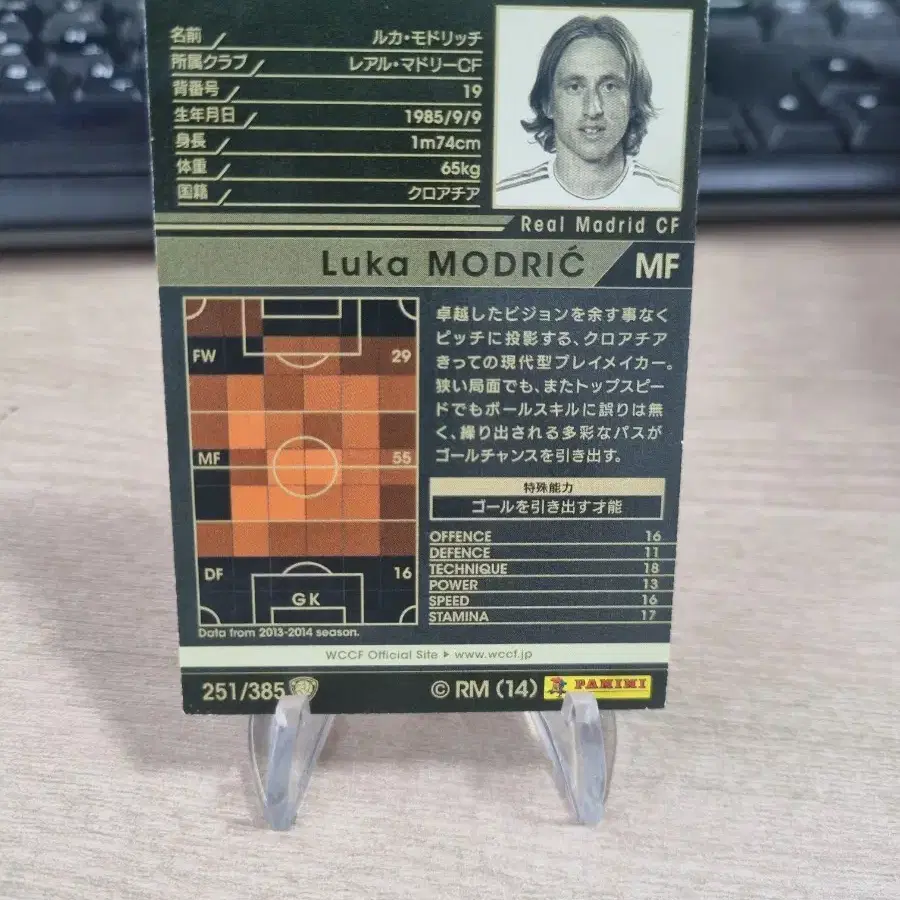 名前 ルカ・モドリッチ
所属クラブ レアル・マドリーCF
背番号 19
生年月日 1985/9/9
身長 1m74cm
体重 65kg
国籍 クロアチア
Real Madrid CF
Luka MODRIĆ MF
卓越したビジョンを余す事なく
ピッチに投影する、クロアチア
きっての現代型プレイメイカー。
狭い局面でも、またトップスピー
ドでもボールスキルに誤りは無
く、繰り出される多彩なパスが
ゴールチャンスを引き出す。
FW 29
MF 55
DF 16
GK
Data from 2013-2014 season.
特殊能力
ゴールを引き出す才能
OFFENCE 16
DEFENCE 11
TECHNIQUE 18
POWER 13
SPEED 16
STAMINA 17
WCCF Official Site ▶ www.wccf.jp
251/385 © RM (14) PANINI